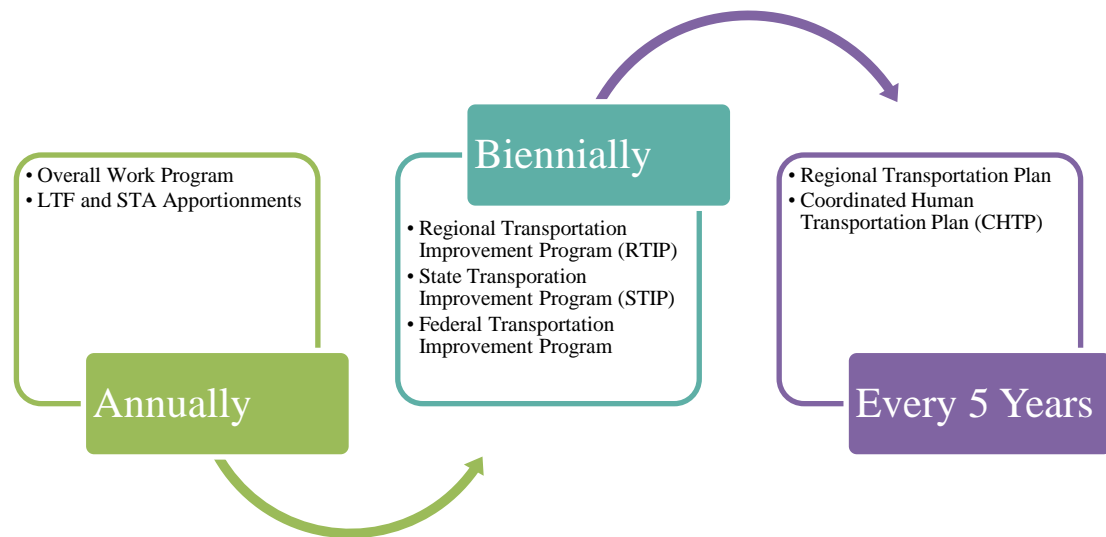 • Overall Work Program
• LTF and STA Apportionments
Annually
Biennially
• Regional Transportation
Improvement Program (RTIP)
• State Transporation
Improvement Program (STIP)
• Federal Transportation
Improvement Program
• Regional Transportation Plan
• Coordinated Human
Transportation Plan (CHTP)
Every 5 Years